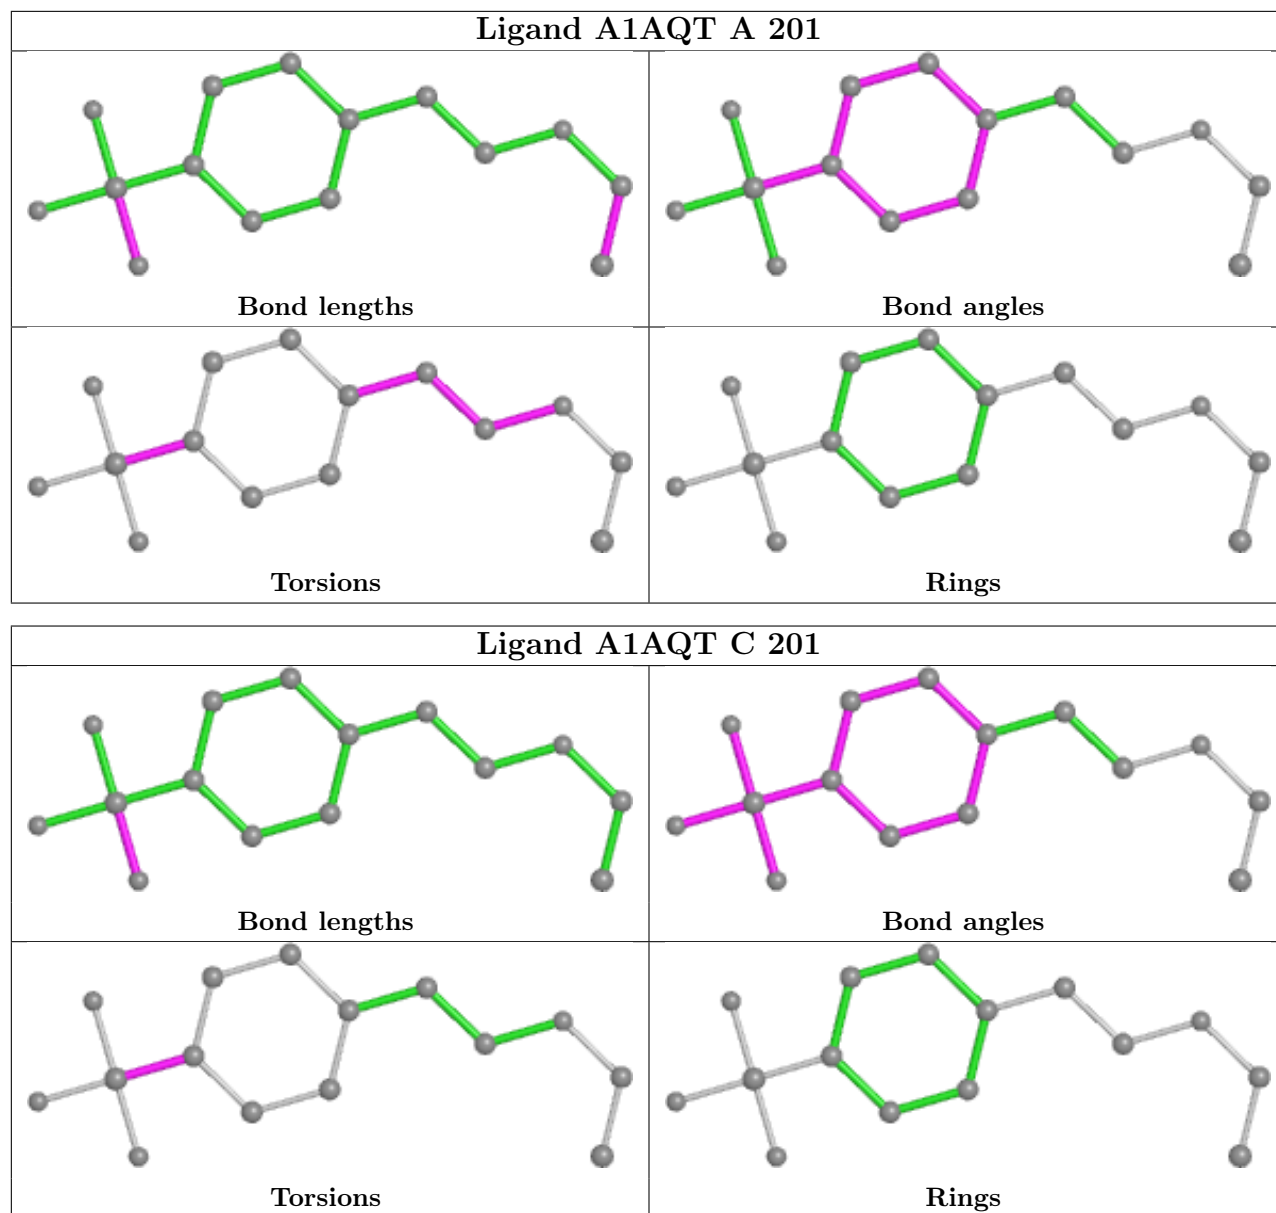 Ligand A1AQT A 201
Bond lengths
Bond angles
Torsions
Rings
Ligand A1AQT C 201
Bond lengths
Bond angles
Torsions
Rings